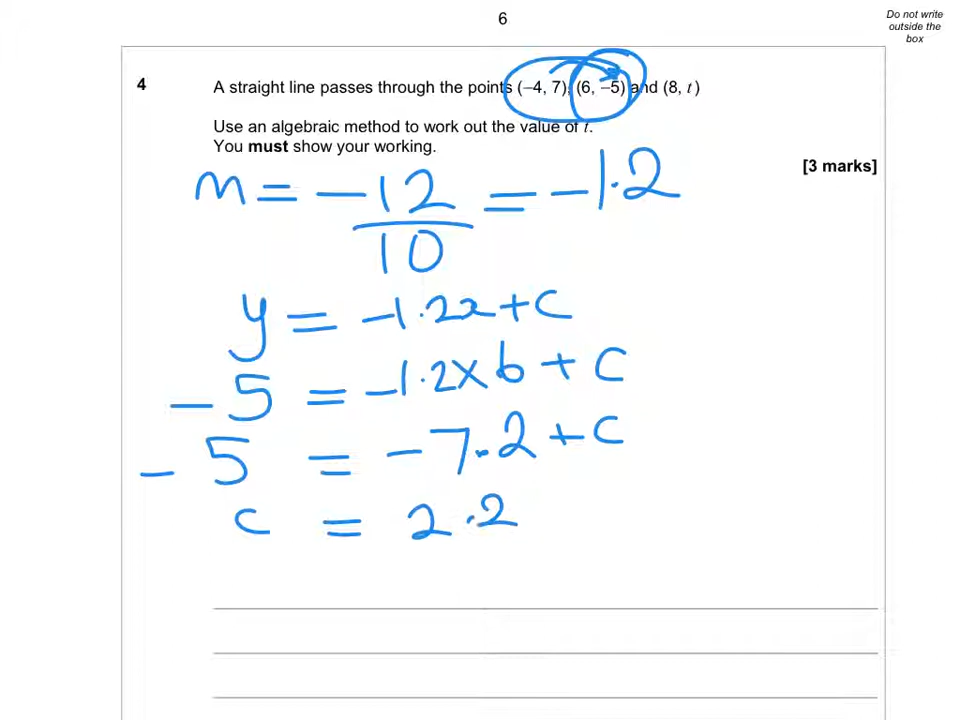 6
Do not write
outside the
box
4
A straight line passes through the points (−4, 7), (6, −5) and (8, t)
Use an algebraic method to work out the value of t.
You must show your working.
[3 marks]
m = −12/10 = −1.2
y = −1.2x + c
−5 = −1.2 × 6 + c
−5 = −7.2 + c
c = 2.2